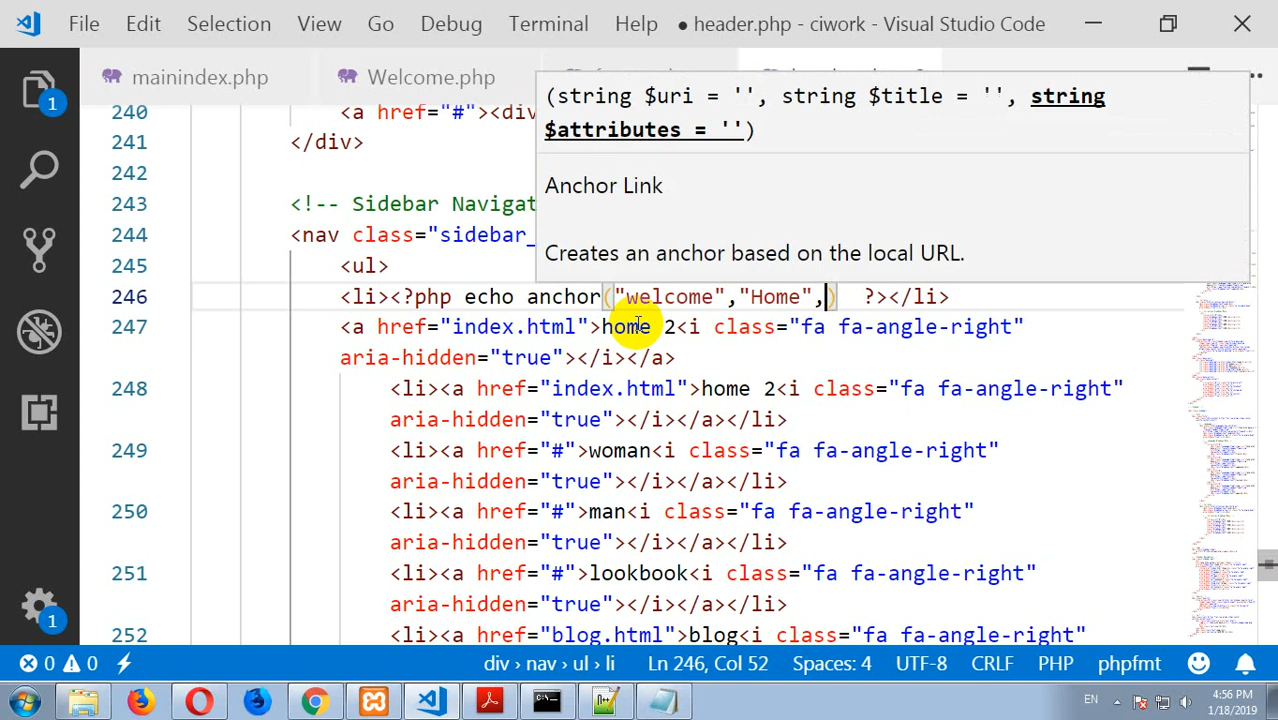 File Edit Selection View Go Debug Terminal Help ● header.php - ciwork - Visual Studio Code
mainindex.php Welcome.php
(string $uri = '', string $title = '', string
$attributes = '')
Anchor Link
Creates an anchor based on the local URL.
240 <a href="#"><div
241 </div>
242
243 <!-- Sidebar Navigat
244 <nav class="sidebar_
245 <ul>
246 <li><?php echo anchor("welcome","Home",) ?></li>
247 <a href="index.html">home 2<i class="fa fa-angle-right"
aria-hidden="true"></i></a>
248 <li><a href="index.html">home 2<i class="fa fa-angle-right"
aria-hidden="true"></i></a></li>
249 <li><a href="#">woman<i class="fa fa-angle-right"
aria-hidden="true"></i></a></li>
250 <li><a href="#">man<i class="fa fa-angle-right"
aria-hidden="true"></i></a></li>
251 <li><a href="#">lookbook<i class="fa fa-angle-right"
aria-hidden="true"></i></a></li>
252 <li><a href="blog.html">blog<i class="fa fa-angle-right"
1
1
0 0 div › nav › ul › li Ln 246, Col 52 Spaces: 4 UTF-8 CRLF PHP phpfmt
EN 4:56 PM
1/18/2019